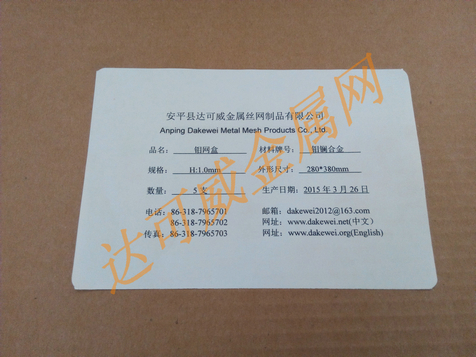 安平县达可威金属丝网制品有限公司
Anping Dakewei Metal Mesh Products Co., Ltd.
品名: 钼网盒 材料牌号: 钼镧合金
规格: H:1.0mm 外形尺寸: 280*380mm
数量: 5 支 生产日期: 2015 年 3 月 26 日
电话: 86-318-7965701 邮箱: dakewei2012@163.com
86-318-7965702 网址: www.dakewei.net(中文)
传真: 86-318-7965703 网址: www.dakewei.org(English)
达可威金属网